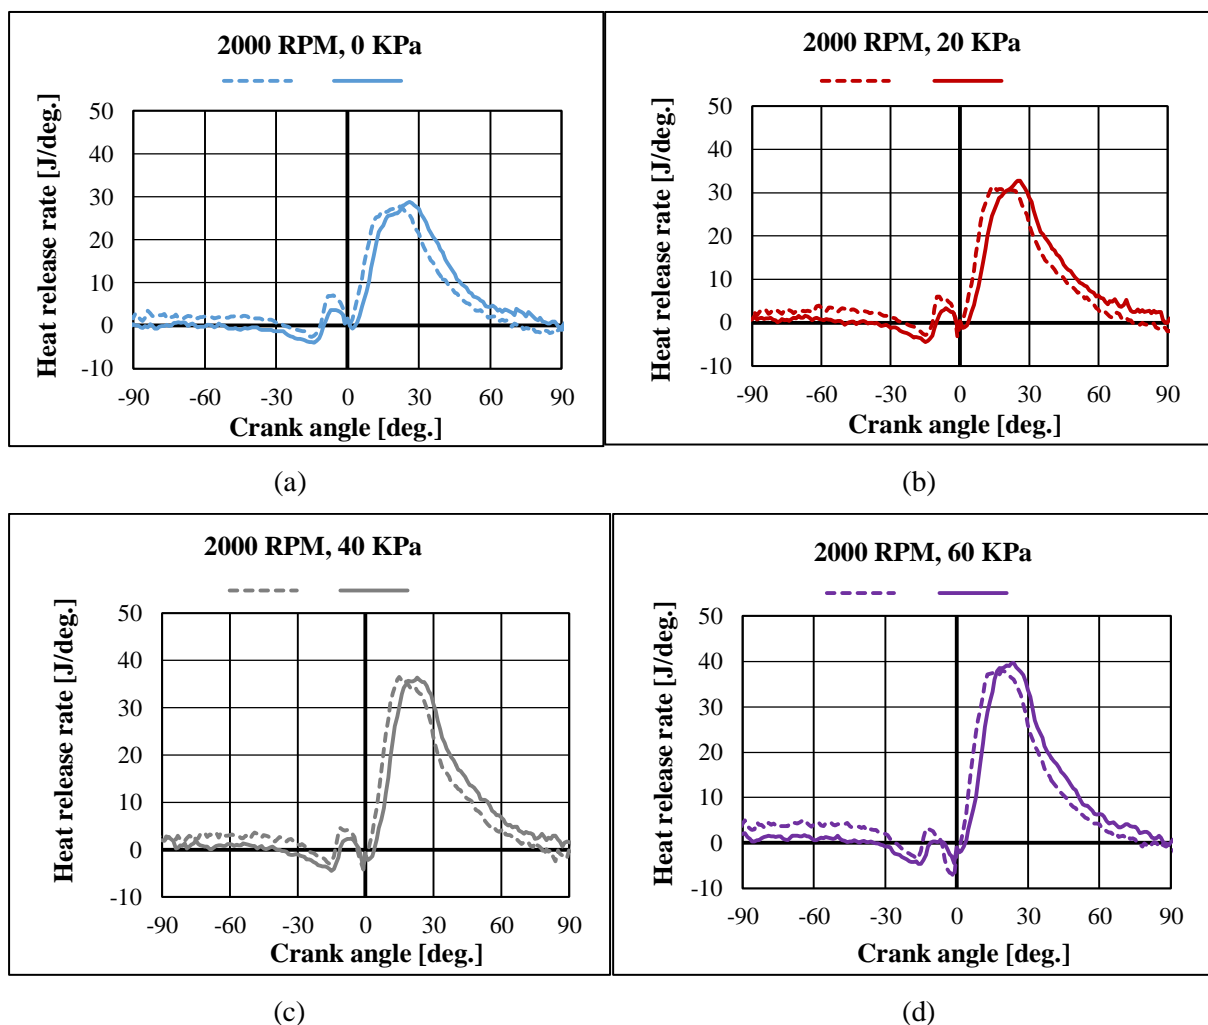 2000 RPM, 0 KPa
Heat release rate [J/deg.]
50
40
30
20
10
0
-10
-90 -60 -30 0 30 60 90
Crank angle [deg.]
(a)
2000 RPM, 20 KPa
Heat release rate [J/deg.]
50
40
30
20
10
0
-10
-90 -60 -30 0 30 60 90
Crank angle [deg.]
(b)
2000 RPM, 40 KPa
Heat release rate [J/deg.]
50
40
30
20
10
0
-10
-90 -60 -30 0 30 60 90
Crank angle [deg.]
(c)
2000 RPM, 60 KPa
Heat release rate [J/deg.]
50
40
30
20
10
0
-10
-90 -60 -30 0 30 60 90
Crank angle [deg.]
(d)